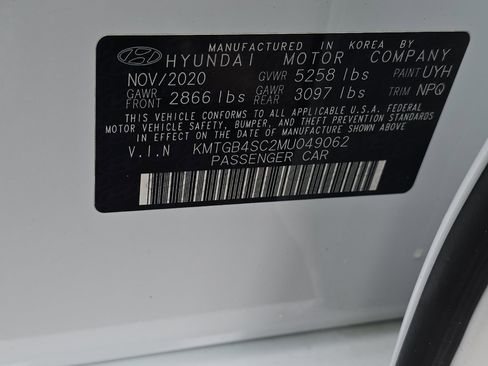 MANUFACTURED IN KOREA BY
HYUNDAI MOTOR COMPANY
NOV/2020 GVWR 5258 lbs PAINT UYH
GAWR FRONT 2866 lbs GAWR REAR 3097 lbs TRIM NPQ
THIS VEHICLE CONFORMS TO ALL APPLICABLE U.S.A. FEDERAL
MOTOR VEHICLE SAFETY, BUMPER, AND THEFT PREVENTION STANDARDS
IN EFFECT ON THE DATE OF MANUFACTURE SHOWN ABOVE.
V.I.N KMTGB4SC2MU049062
PASSENGER CAR